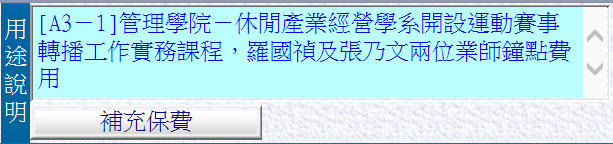 用途說明
[A3－1]管理學院－休閒產業經營學系開設運動賽事
轉播工作實務課程，羅國禎及張乃文兩位業師鐘點費
用
補充保費